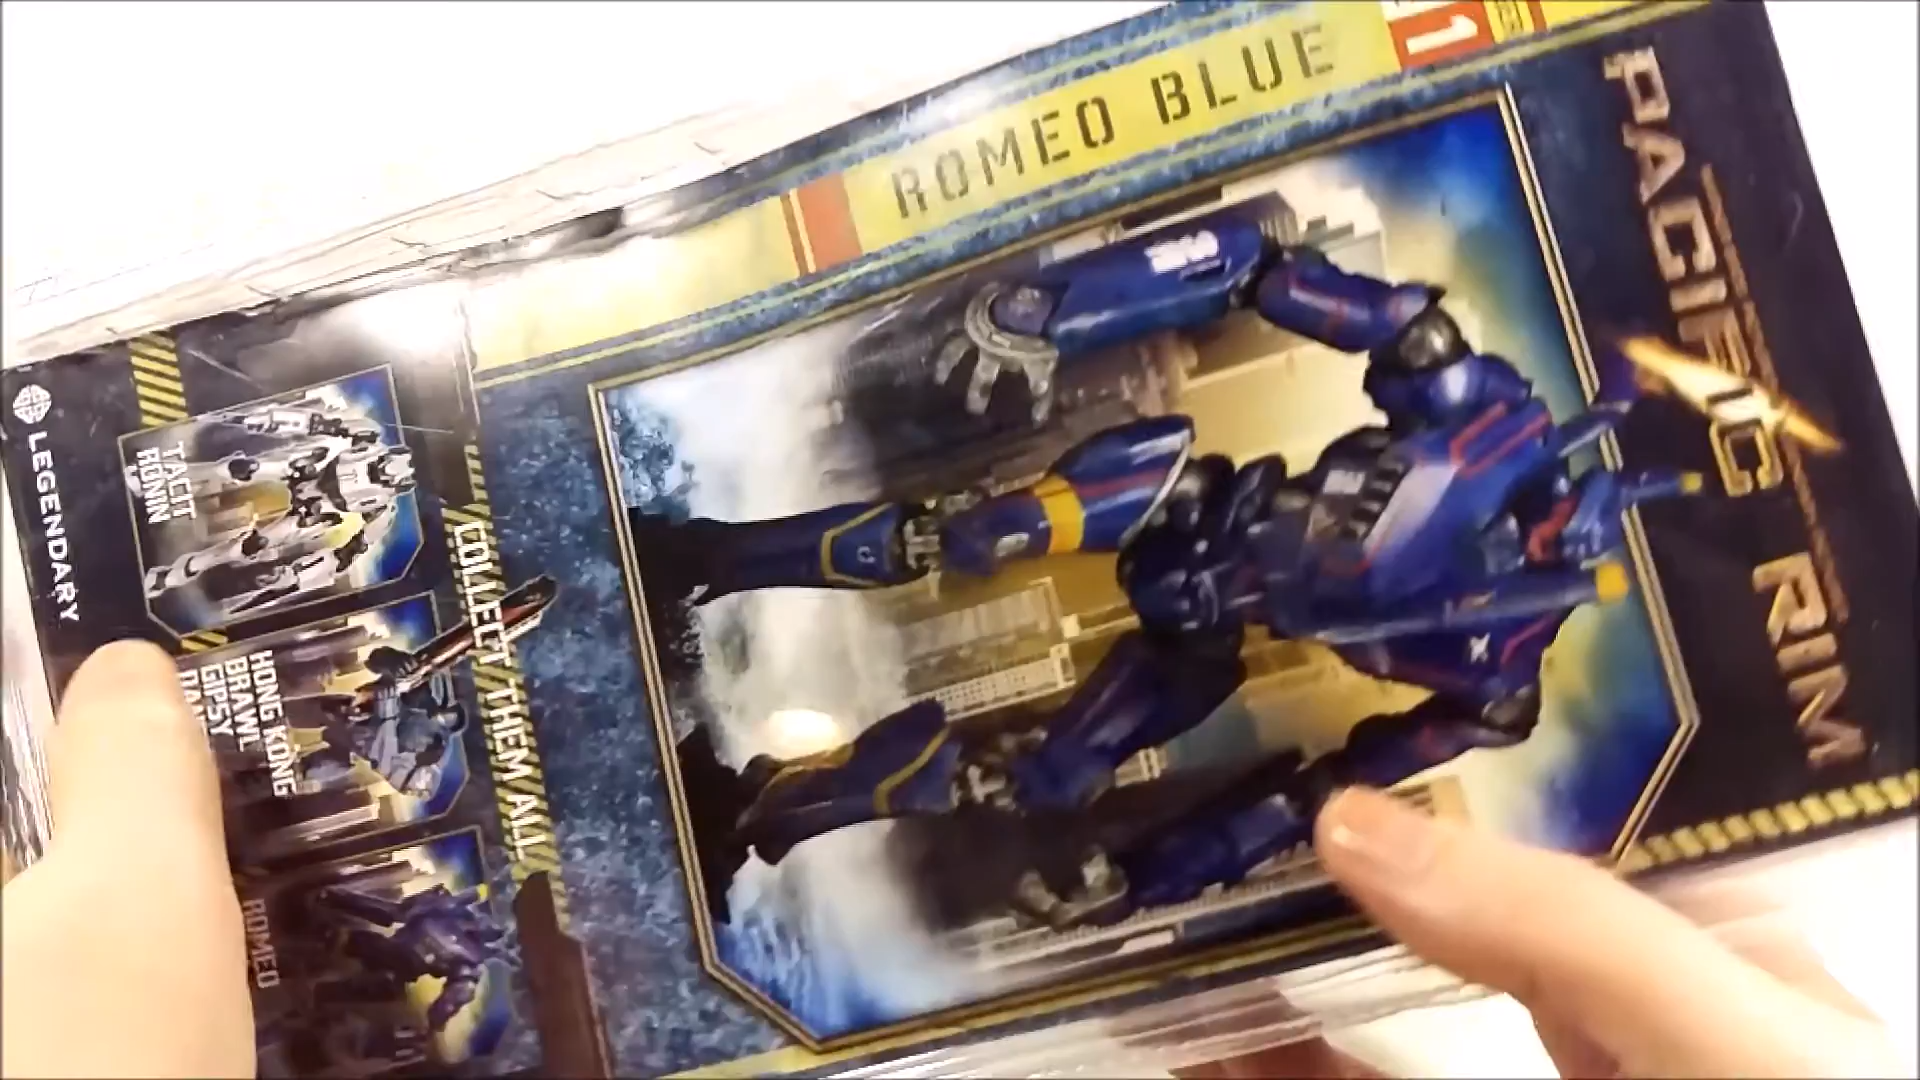 PACIFIC RIM
ROMEO BLUE
COLLECT THEM ALL
TACIT
RONIN
HONG KONG
BRAWL
GIPSY
ROMEO
LEGENDARY